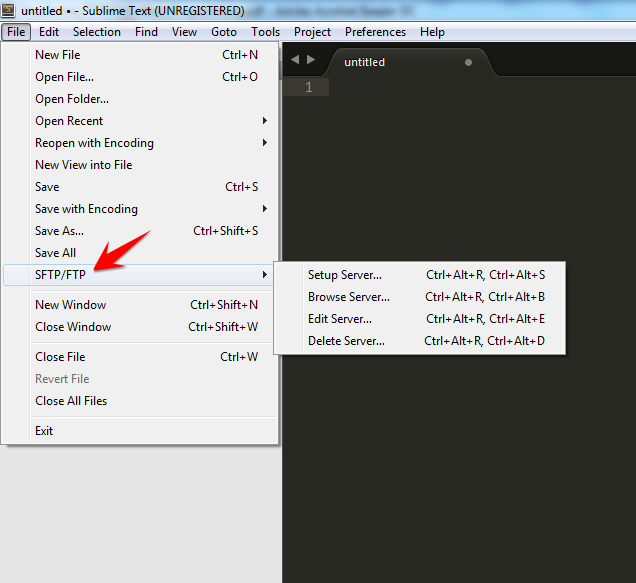 untitled • - Sublime Text (UNREGISTERED)
File Edit Selection Find View Goto Tools Project Preferences Help
New File Ctrl+N
Open File... Ctrl+O
Open Folder...
Open Recent
Reopen with Encoding
New View into File
Save Ctrl+S
Save with Encoding
Save As... Ctrl+Shift+S
Save All
SFTP/FTP
New Window Ctrl+Shift+N
Close Window Ctrl+Shift+W
Close File Ctrl+W
Revert File
Close All Files
Exit
untitled
1
Setup Server... Ctrl+Alt+R, Ctrl+Alt+S
Browse Server... Ctrl+Alt+R, Ctrl+Alt+B
Edit Server... Ctrl+Alt+R, Ctrl+Alt+E
Delete Server... Ctrl+Alt+R, Ctrl+Alt+D